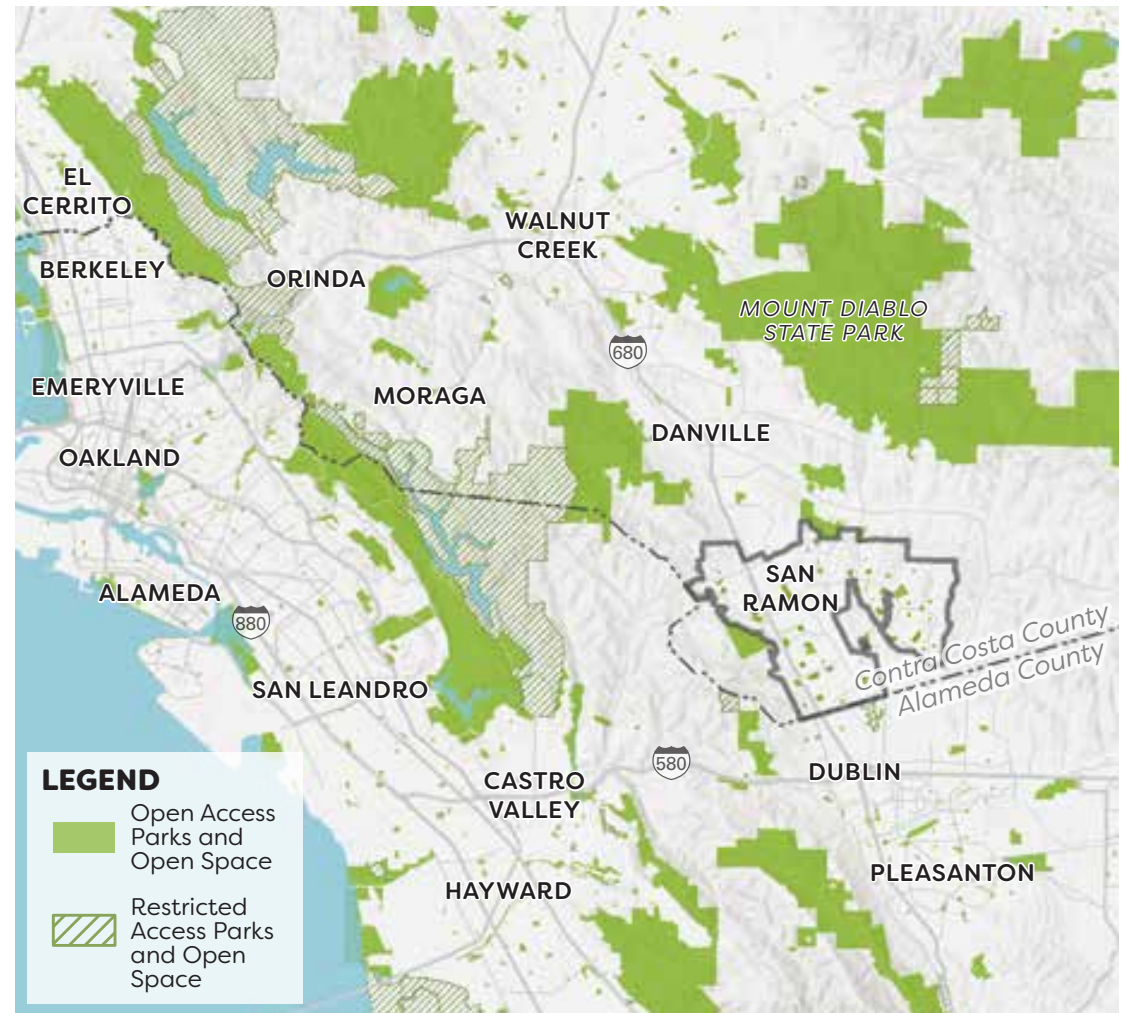 EL
CERRITO
BERKELEY
ORINDA
WALNUT
CREEK
MOUNT DIABLO
STATE PARK
680
EMERYVILLE
MORAGA
DANVILLE
OAKLAND
ALAMEDA
880
SAN
RAMON
Contra Costa County
Alameda County
SAN LEANDRO
580
DUBLIN
CASTRO
VALLEY
HAYWARD
PLEASANTON
LEGEND
Open Access
Parks and
Open Space
Restricted
Access Parks
and Open
Space